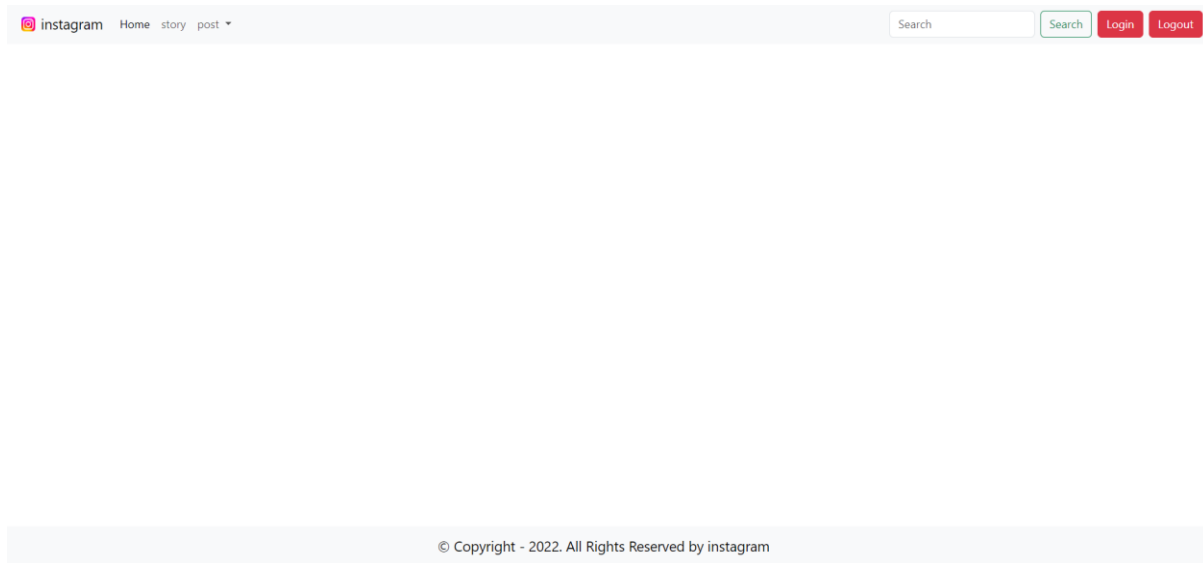 instagram Home story post Search Search Login Logout
© Copyright - 2022. All Rights Reserved by instagram